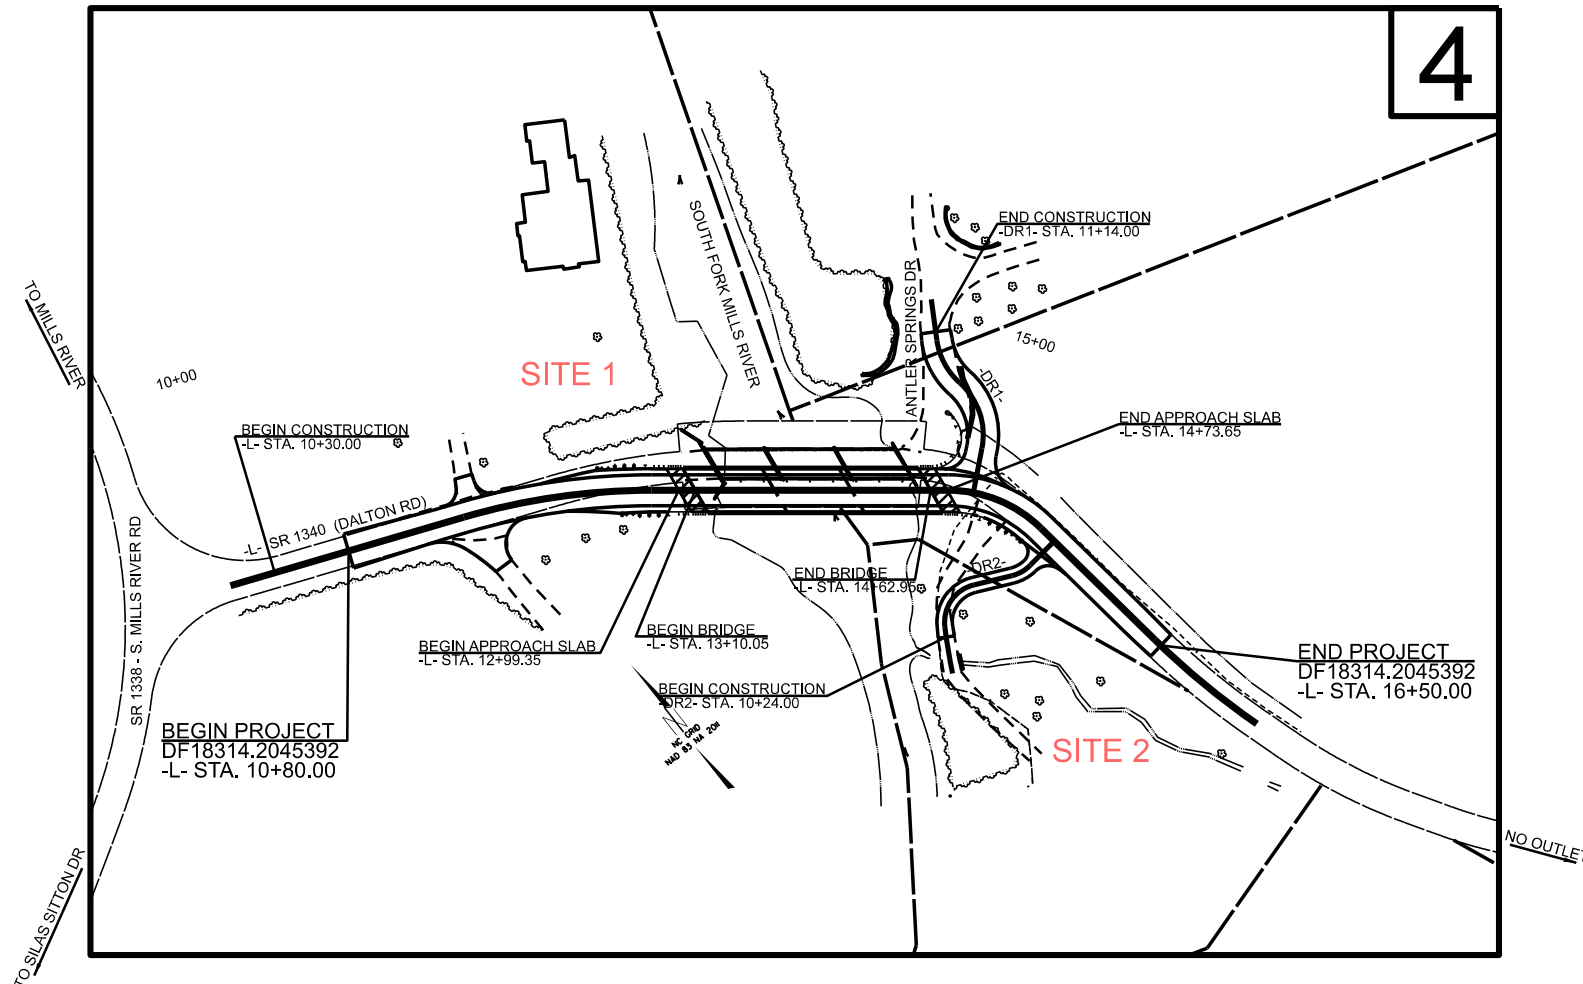 4
END CONSTRUCTION
-DR1- STA. 11+14.00
SOUTH FORK MILLS RIVER
ANTLER SPRINGS DR
TO MILLS RIVER
15+00
SITE 1
10+00
-DR1-
BEGIN CONSTRUCTION
-L- STA. 10+30.00
END APPROACH SLAB
-L- STA. 14+73.65
-L- SR 1340 (DALTON RD)
SR 1338 - S. MILLS RIVER RD
-DR2-
END BRIDGE
-L- STA. 14+62.95
BEGIN BRIDGE
-L- STA. 13+10.05
BEGIN APPROACH SLAB
-L- STA. 12+99.35
END PROJECT
DF18314.2045392
-L- STA. 16+50.00
BEGIN CONSTRUCTION
-DR2- STA. 10+24.00
BEGIN PROJECT
DF18314.2045392
-L- STA. 10+80.00
NC GRID
NAD 83 NA 2011
SITE 2
NO OUTLET
TO SILAS SITTON DR